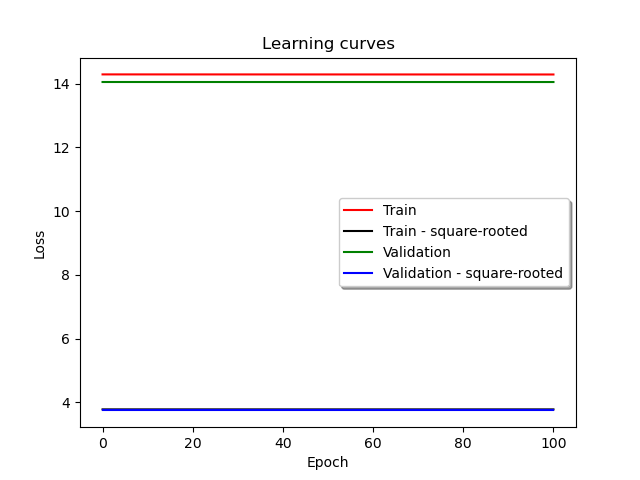 Learning curves
14
12
10
8
6
4
Loss
Train
Train - square-rooted
Validation
Validation - square-rooted
0 20 40 60 80 100
Epoch